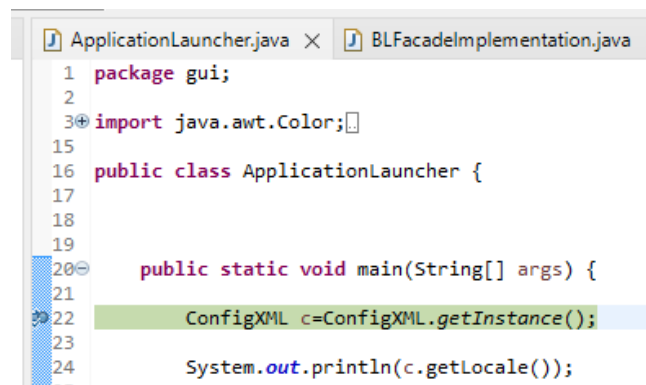 ApplicationLauncher.java BLFacadeImplementation.java
1 package gui;
2
3 import java.awt.Color;
15
16 public class ApplicationLauncher {
17
18
19
20 public static void main(String[] args) {
21
22 ConfigXML c=ConfigXML.getInstance();
23
24 System.out.println(c.getLocale());